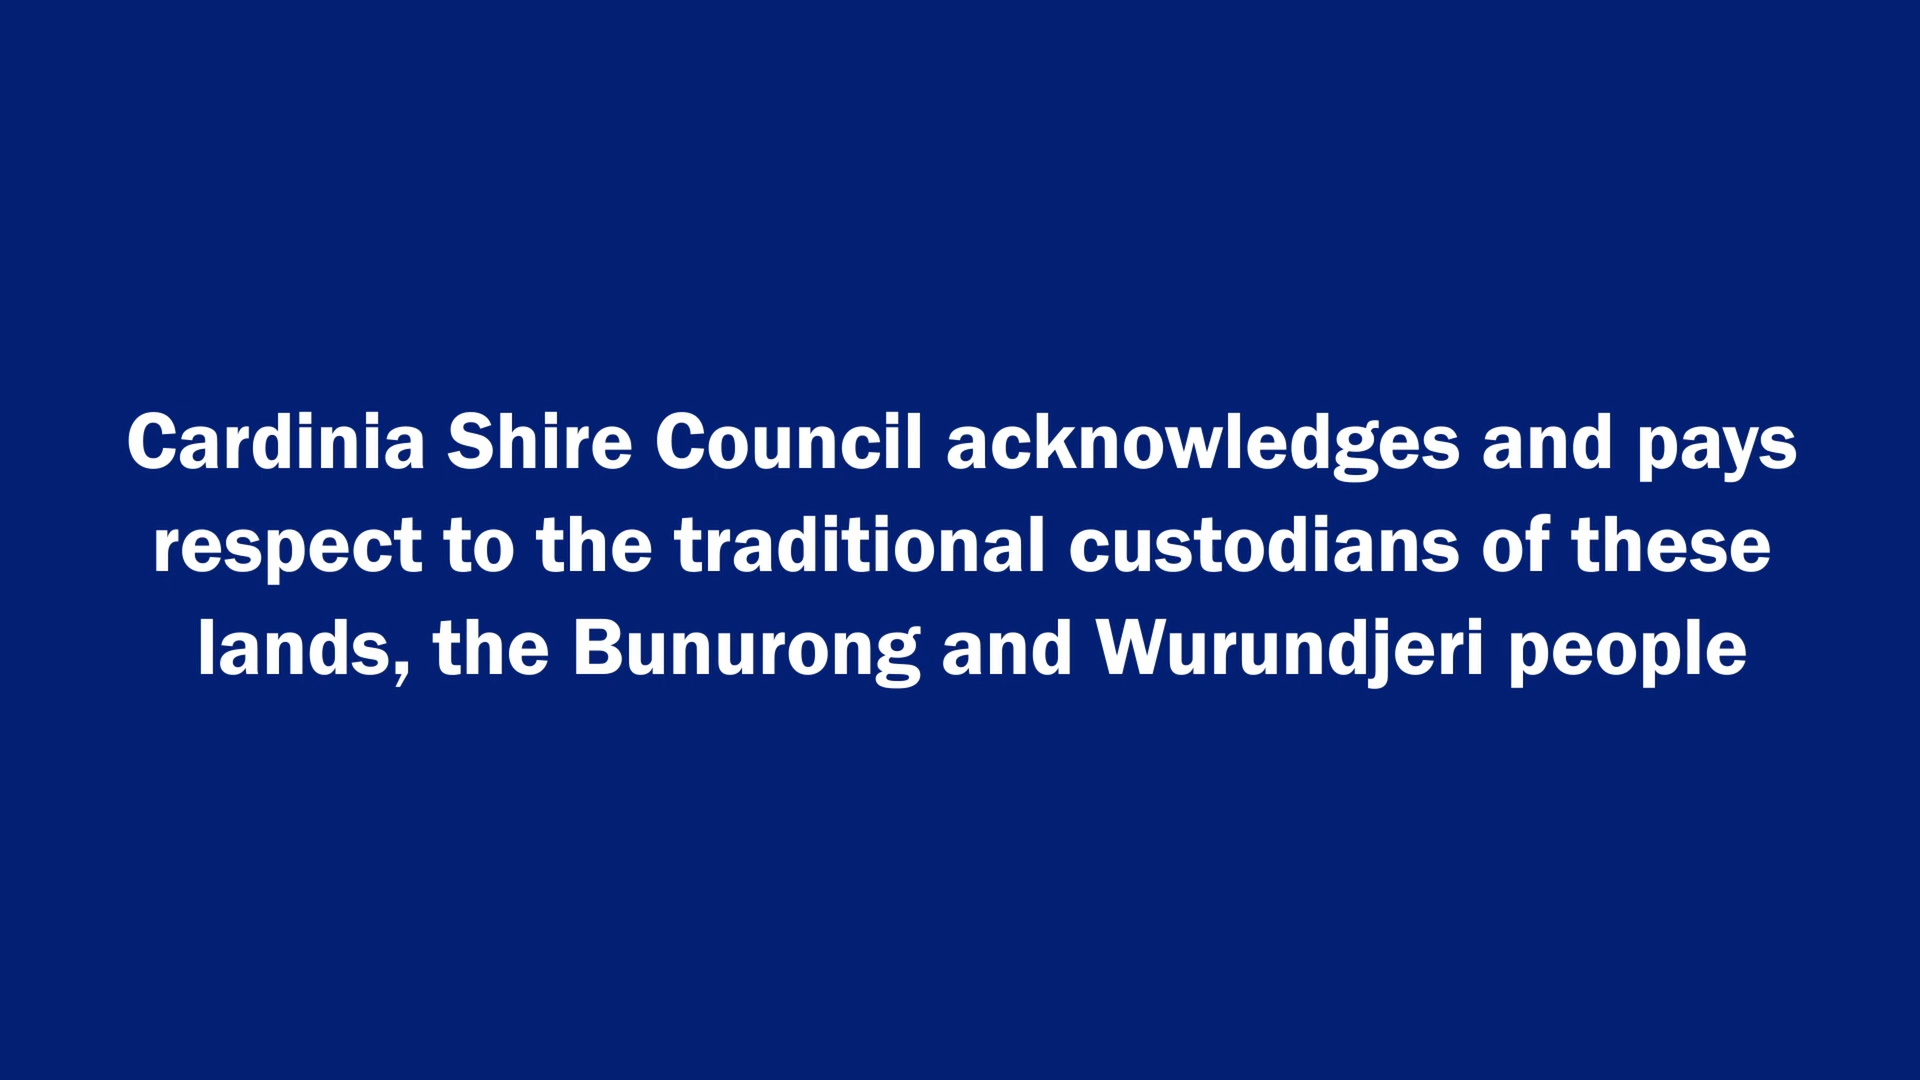 Cardinia Shire Council acknowledges and pays
respect to the traditional custodians of these
lands, the Bunurong and Wurundjeri people